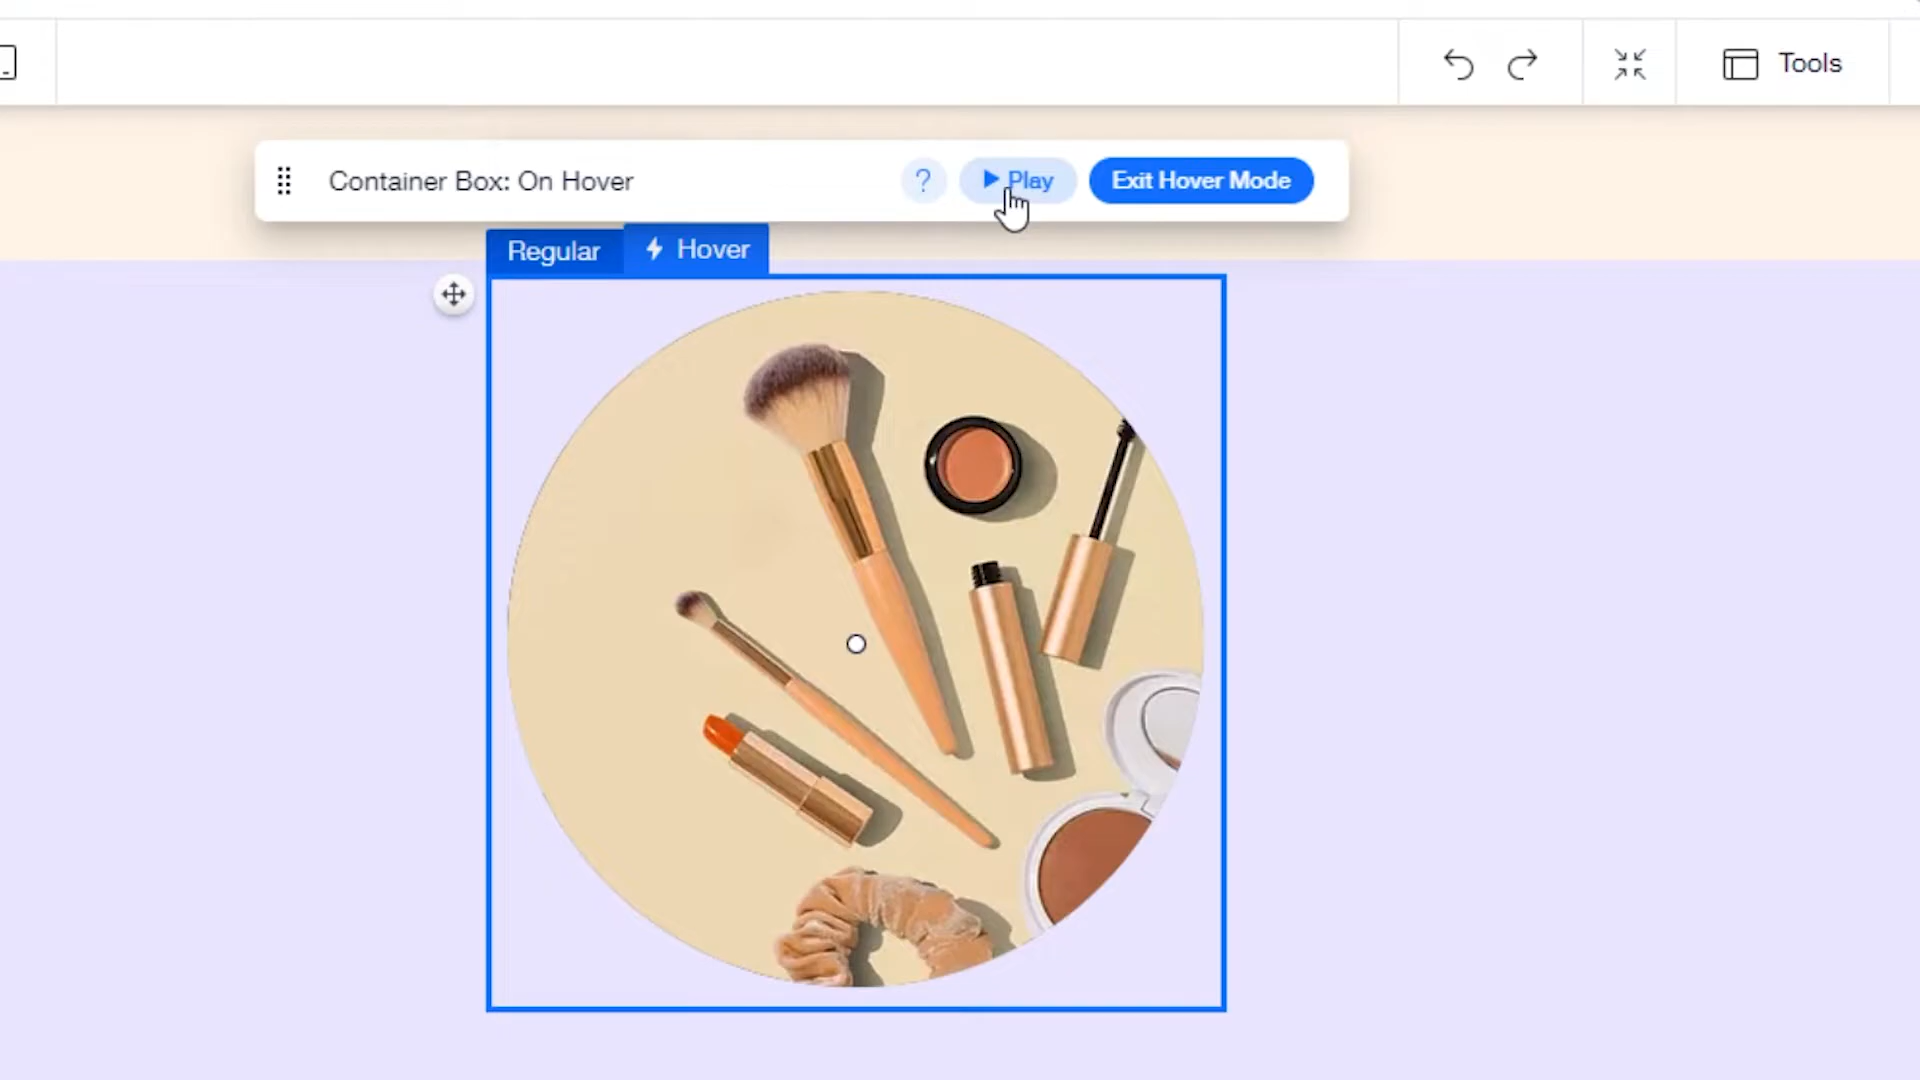 Tools
Container Box: On Hover
?
Play
Exit Hover Mode
Regular
Hover